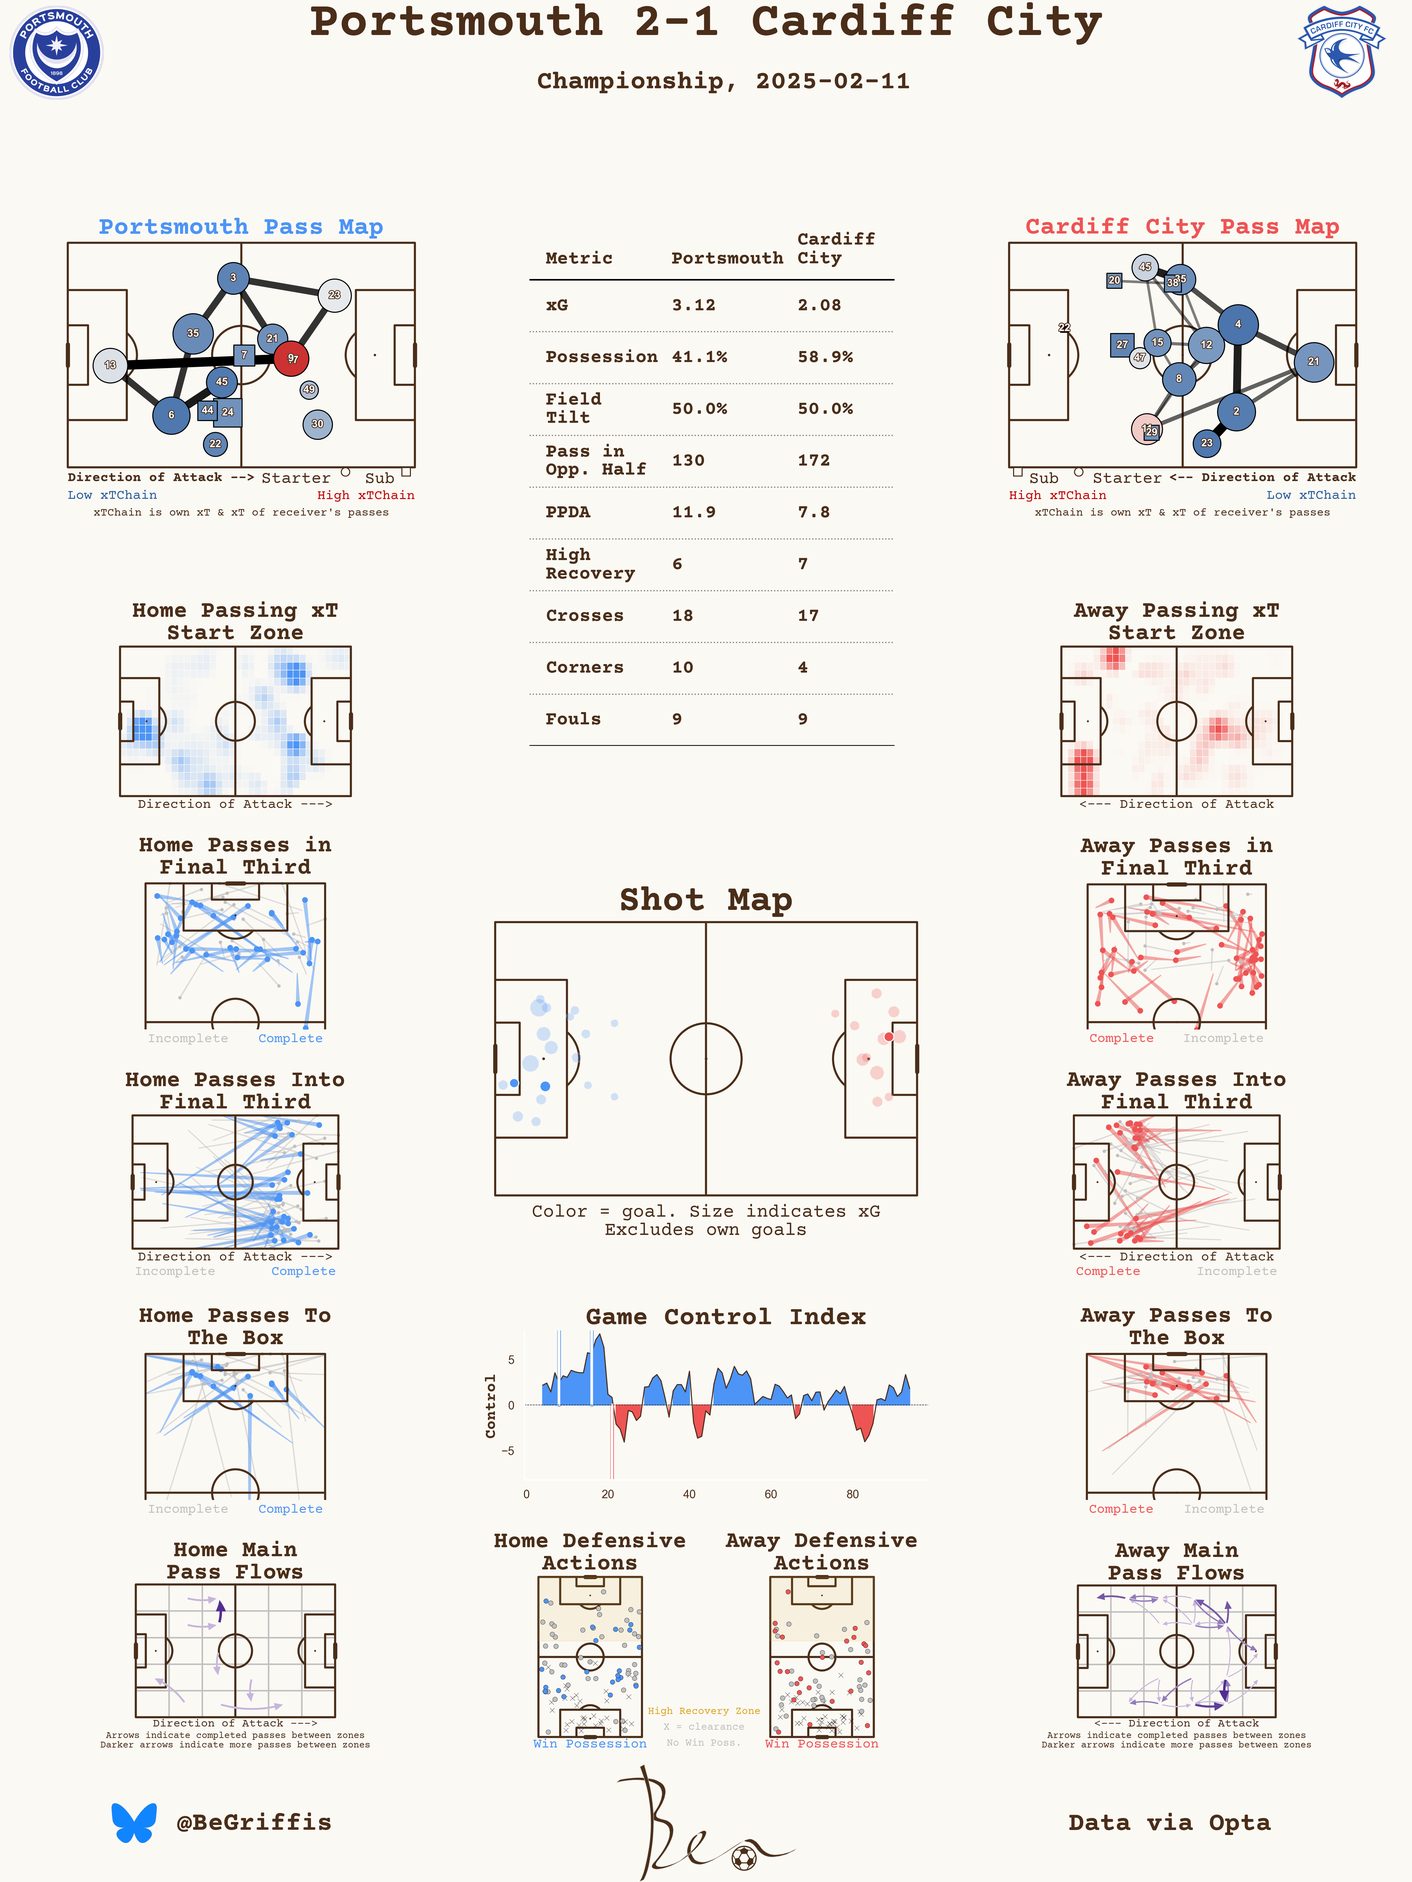 Portsmouth 2-1 Cardiff City
Championship, 2025-02-11
PORTSMOUTH
1898
FOOTBALL CLUB
CARDIFF CITY FC
Portsmouth Pass Map
3
23
35
21
7
97
13
45
49
6
44
24
30
22
Direction of Attack --> Starter Sub
Low xTChain High xTChain
xTChain is own xT & xT of receiver's passes
Metric Portsmouth Cardiff City
xG 3.12 2.08
Possession 41.1% 58.9%
Field Tilt 50.0% 50.0%
Pass in Opp. Half 130 172
PPDA 11.9 7.8
High Recovery 6 7
Crosses 18 17
Corners 10 4
Fouls 9 9
Cardiff City Pass Map
45
20
38
35
22
4
27
15
12
47
21
8
2
11
29
23
Sub Starter <-- Direction of Attack
High xTChain Low xTChain
xTChain is own xT & xT of receiver's passes
Home Passing xT
Start Zone
Direction of Attack --->
Away Passing xT
Start Zone
<--- Direction of Attack
Home Passes in
Final Third
Incomplete Complete
Away Passes in
Final Third
Complete Incomplete
Shot Map
Color = goal. Size indicates xG
Excludes own goals
Home Passes Into
Final Third
Direction of Attack --->
Incomplete Complete
Away Passes Into
Final Third
<--- Direction of Attack
Complete Incomplete
Home Passes To
The Box
Incomplete Complete
Game Control Index
Control
5
0
−5
0 20 40 60 80
Away Passes To
The Box
Complete Incomplete
Home Main
Pass Flows
Direction of Attack --->
Arrows indicate completed passes between zones
Darker arrows indicate more passes between zones
Home Defensive
Actions
Win Possession
High Recovery Zone
X = clearance
No Win Poss.
Away Defensive
Actions
Win Possession
Away Main
Pass Flows
<--- Direction of Attack
Arrows indicate completed passes between zones
Darker arrows indicate more passes between zones
@BeGriffis
Ben
Data via Opta